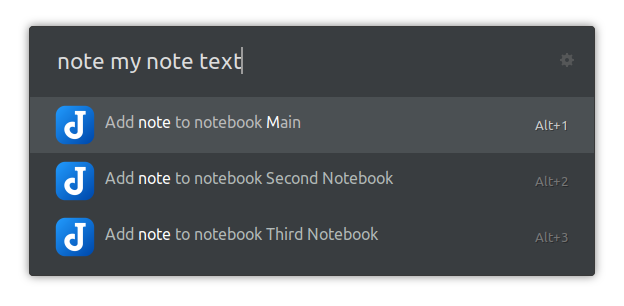 note my note text
Add note to notebook Main Alt+1
Add note to notebook Second Notebook Alt+2
Add note to notebook Third Notebook Alt+3